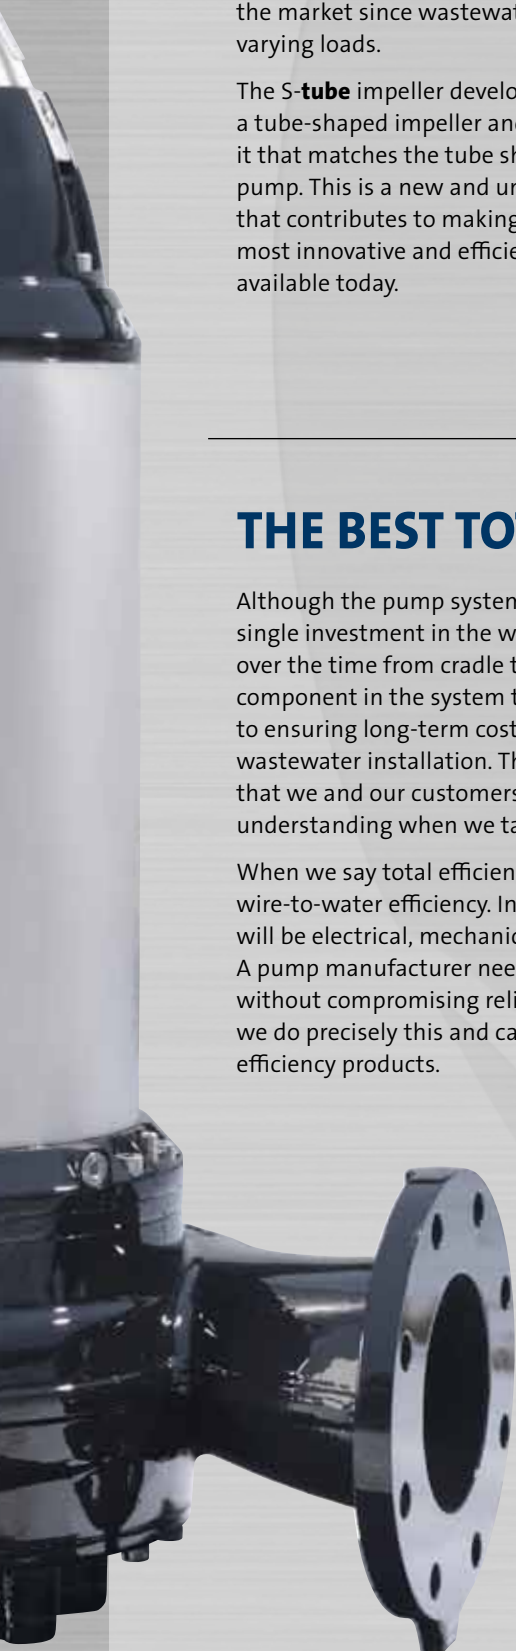 the market since wastewat
varying loads.
The S-tube impeller develo
a tube-shaped impeller an
it that matches the tube sh
pump. This is a new and ur
that contributes to making
most innovative and efficie
available today.
THE BEST TO
Although the pump system
single investment in the w
over the time from cradle t
component in the system t
to ensuring long-term cost
wastewater installation. Th
that we and our customers
understanding when we ta
When we say total efficien
wire-to-water efficiency. In
will be electrical, mechanic
A pump manufacturer nee
without compromising reli
we do precisely this and ca
efficiency products.